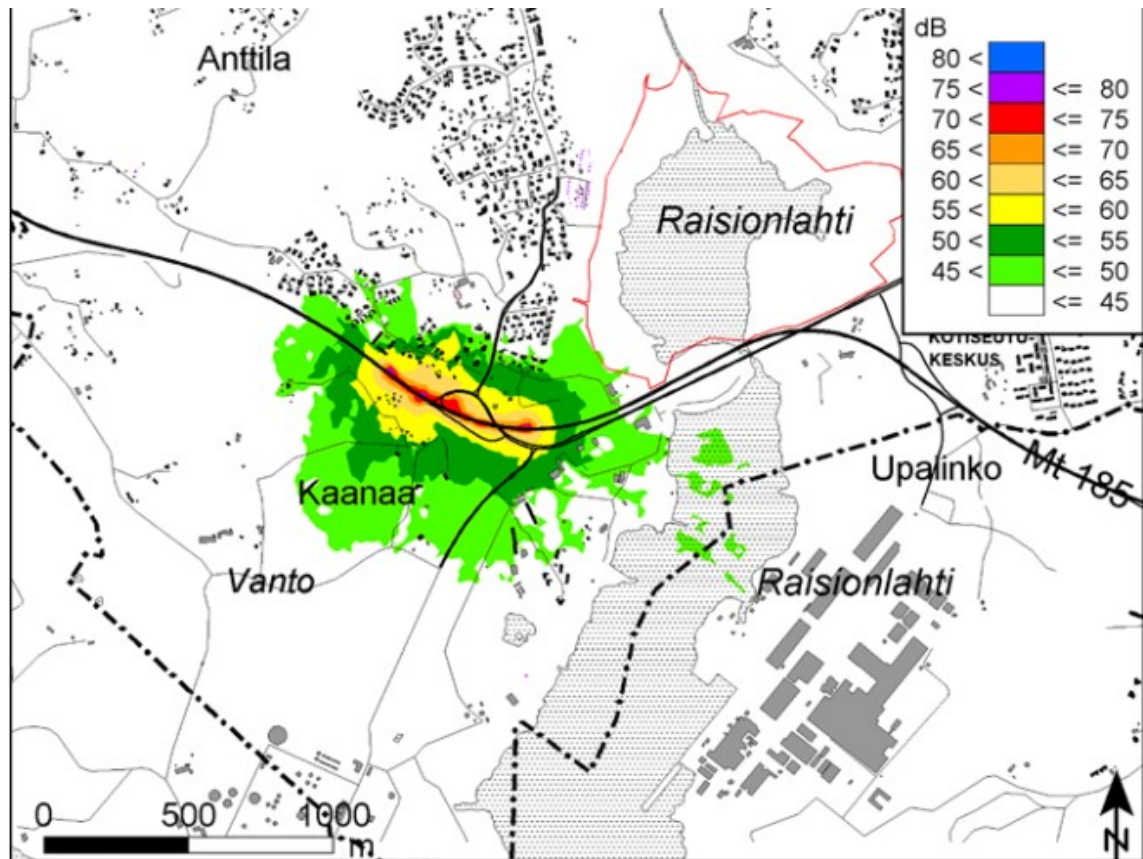 Anttila
dB
80 <
75 < <= 80
70 < <= 75
65 < <= 70
60 < <= 65
55 < <= 60
50 < <= 55
45 < <= 50
<= 45
Raisionlahti
KOTISEUTU
KESKUS
Upalinko
Mt 185
Kaanaa
Vanto
Raisionlahti
0 500 1000
m
N